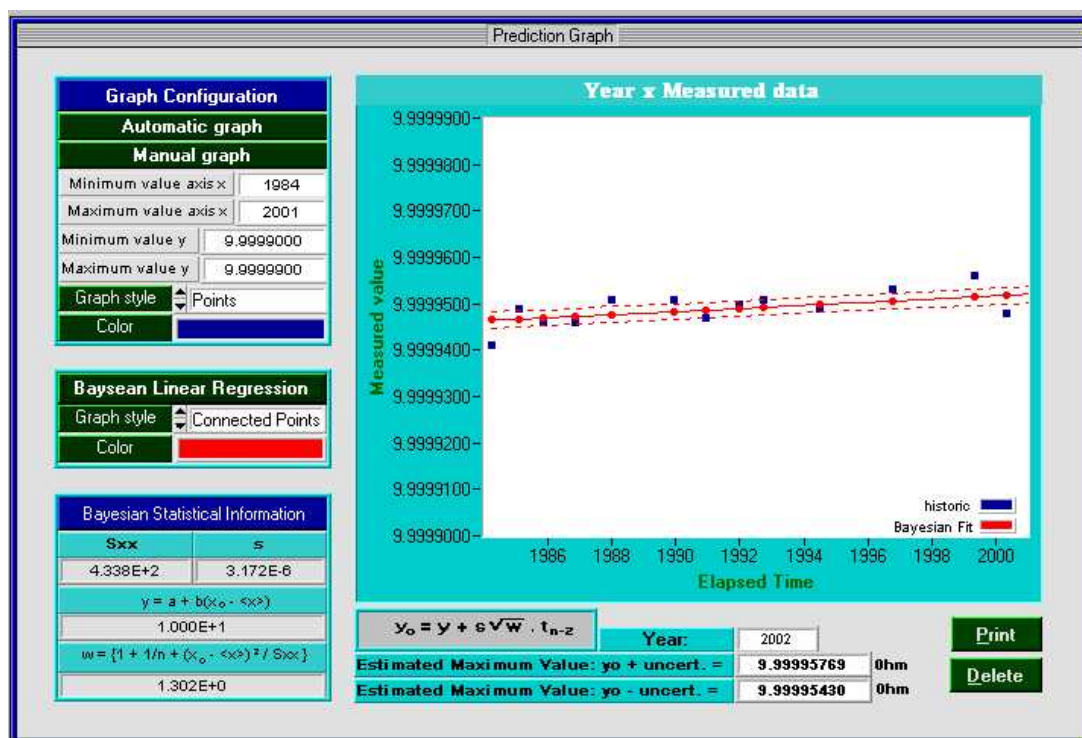 Prediction Graph
Graph Configuration
Automatic graph
Manual graph
Minimum value axis x 1984
Maximum value axis x 2001
Minimum value y 9.9999000
Maximum value y 9.9999900
Graph style Points
Color
Baysean Linear Regression
Graph style Connected Points
Color
Bayesian Statistical Information
Sxx s
4.338E+2 3.172E-6
y = a + b(x₀ - <x>)
1.000E+1
w = {1 + 1/n + (x₀ - <x>)² / Sxx}
1.302E+0
Year x Measured data
9.9999900
9.9999800
9.9999700
9.9999600
9.9999500
9.9999400
9.9999300
9.9999200
9.9999100
9.9999000
Measured value
historic
Bayesian Fit
1986 1988 1990 1992 1994 1996 1998 2000
Elapsed Time
y₀ = y + s√w . tₙ₋₂
Year: 2002
Estimated Maximum Value: yo + uncert. = 9.99995769 Ohm
Estimated Maximum Value: yo - uncert. = 9.99995430 Ohm
Print
Delete